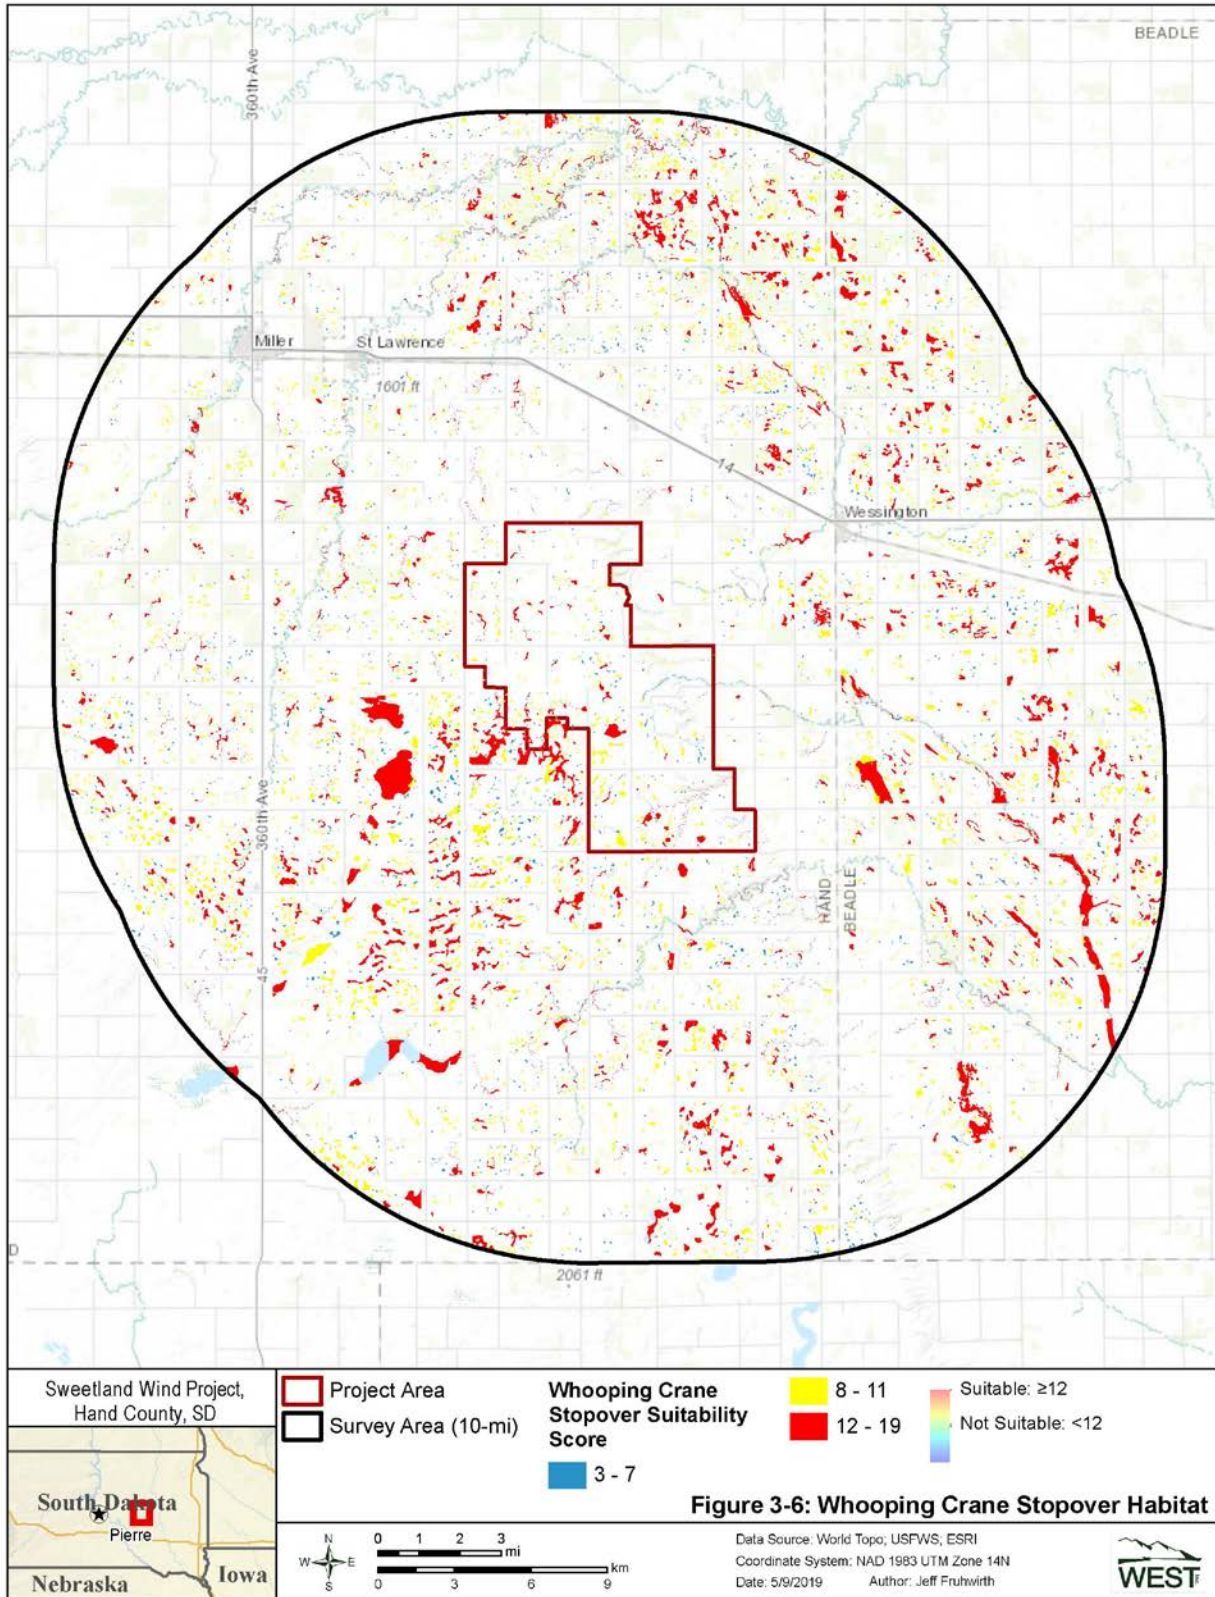 BEADLE
360th Ave
Miller
St Lawrence
1601 ft
14
Wessington
360th Ave
HAND
BEADLE
45
D
2061 ft
Sweetland Wind Project,
Hand County, SD
South Dakota
Pierre
Nebraska
Iowa
Project Area
Survey Area (10-mi)
Whooping Crane
Stopover Suitability
Score
3 - 7
8 - 11
12 - 19
Suitable: ≥12
Not Suitable: <12
Figure 3-6: Whooping Crane Stopover Habitat
N
W E
S
0 1 2 3
mi
km
0 3 6 9
Data Source: World Topo; USFWS; ESRI
Coordinate System: NAD 1983 UTM Zone 14N
Date: 5/9/2019 Author: Jeff Fruhwirth
WEST